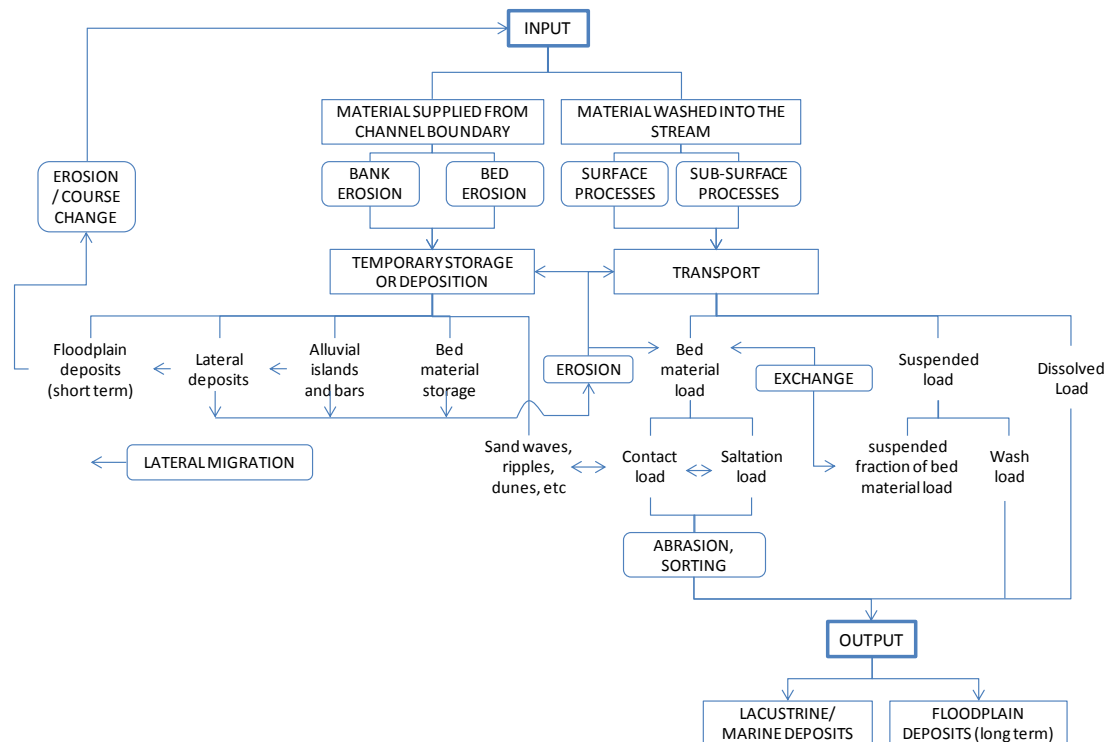 INPUT
MATERIAL SUPPLIED FROM
CHANNEL BOUNDARY
MATERIAL WASHED INTO THE
STREAM
EROSION
/ COURSE
CHANGE
BANK
EROSION
BED
EROSION
SURFACE
PROCESSES
SUB-SURFACE
PROCESSES
TEMPORARY STORAGE
OR DEPOSITION
TRANSPORT
Floodplain
deposits
(short term)
Lateral
deposits
Alluvial
islands
and bars
Bed
material
storage
EROSION
Bed
material
load
EXCHANGE
Suspended
load
Dissolved
Load
LATERAL MIGRATION
Sand waves,
ripples,
dunes, etc
Contact
load
Saltation
load
suspended
fraction of bed
material load
Wash
load
ABRASION,
SORTING
OUTPUT
LACUSTRINE/
MARINE DEPOSITS
FLOODPLAIN
DEPOSITS (long term)